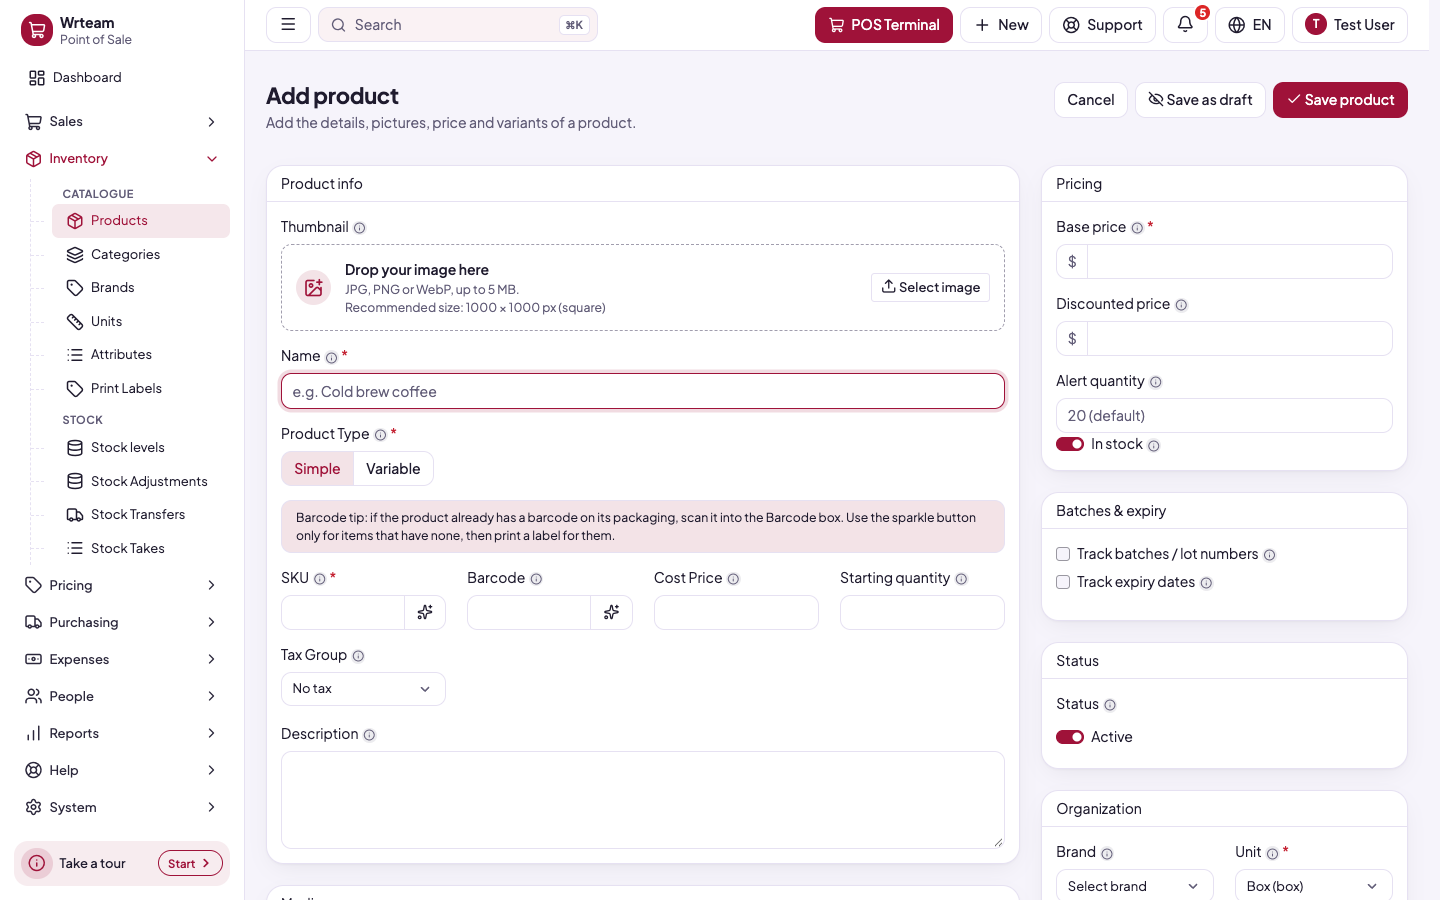 Wrteam
Point of Sale
Search
⌘K
POS Terminal
New
Support
5
EN
T
Test User
Dashboard
Sales
Inventory
CATALOGUE
Products
Categories
Brands
Units
Attributes
Print Labels
STOCK
Stock levels
Stock Adjustments
Stock Transfers
Stock Takes
Pricing
Purchasing
Expenses
People
Reports
Help
System
Take a tour
Start
Add product
Add the details, pictures, price and variants of a product.
Cancel
Save as draft
Save product
Product info
Thumbnail
Drop your image here
JPG, PNG or WebP, up to 5 MB.
Recommended size: 1000 × 1000 px (square)
Select image
Name *
e.g. Cold brew coffee
Product Type *
Simple
Variable
Barcode tip: if the product already has a barcode on its packaging, scan it into the Barcode box. Use the sparkle button
only for items that have none, then print a label for them.
SKU *
Barcode
Cost Price
Starting quantity
Tax Group
No tax
Description
Pricing
Base price *
$
Discounted price
$
Alert quantity
20 (default)
In stock
Batches & expiry
Track batches / lot numbers
Track expiry dates
Status
Status
Active
Organization
Brand
Unit *
Select brand
Box (box)